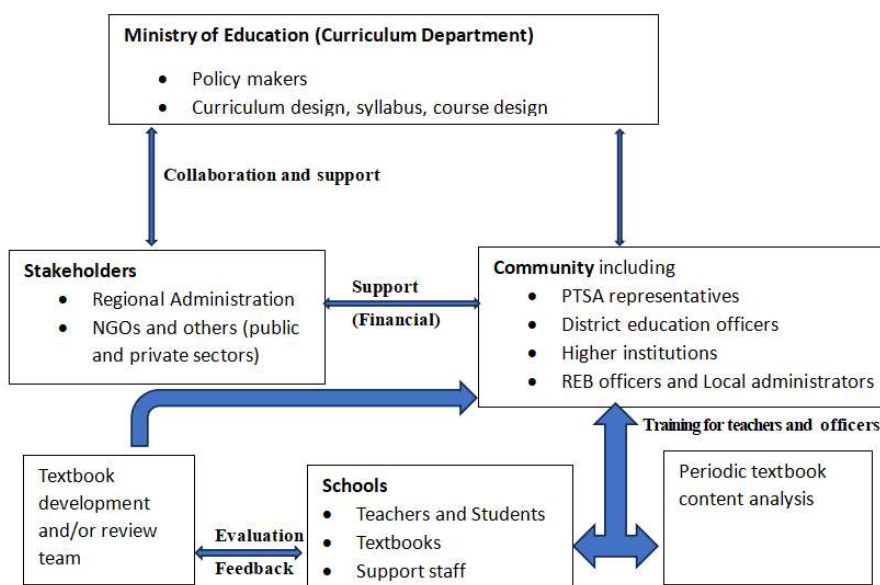 Ministry of Education (Curriculum Department)
• Policy makers
• Curriculum design, syllabus, course design
Collaboration and support
Stakeholders
• Regional Administration
• NGOs and others (public
and private sectors)
Support
(Financial)
Community including
• PTSA representatives
• District education officers
• Higher institutions
• REB officers and Local administrators
Training for teachers and officers
Textbook
development
and/or review
team
Evaluation
Feedback
Schools
• Teachers and Students
• Textbooks
• Support staff
Periodic textbook
content analysis